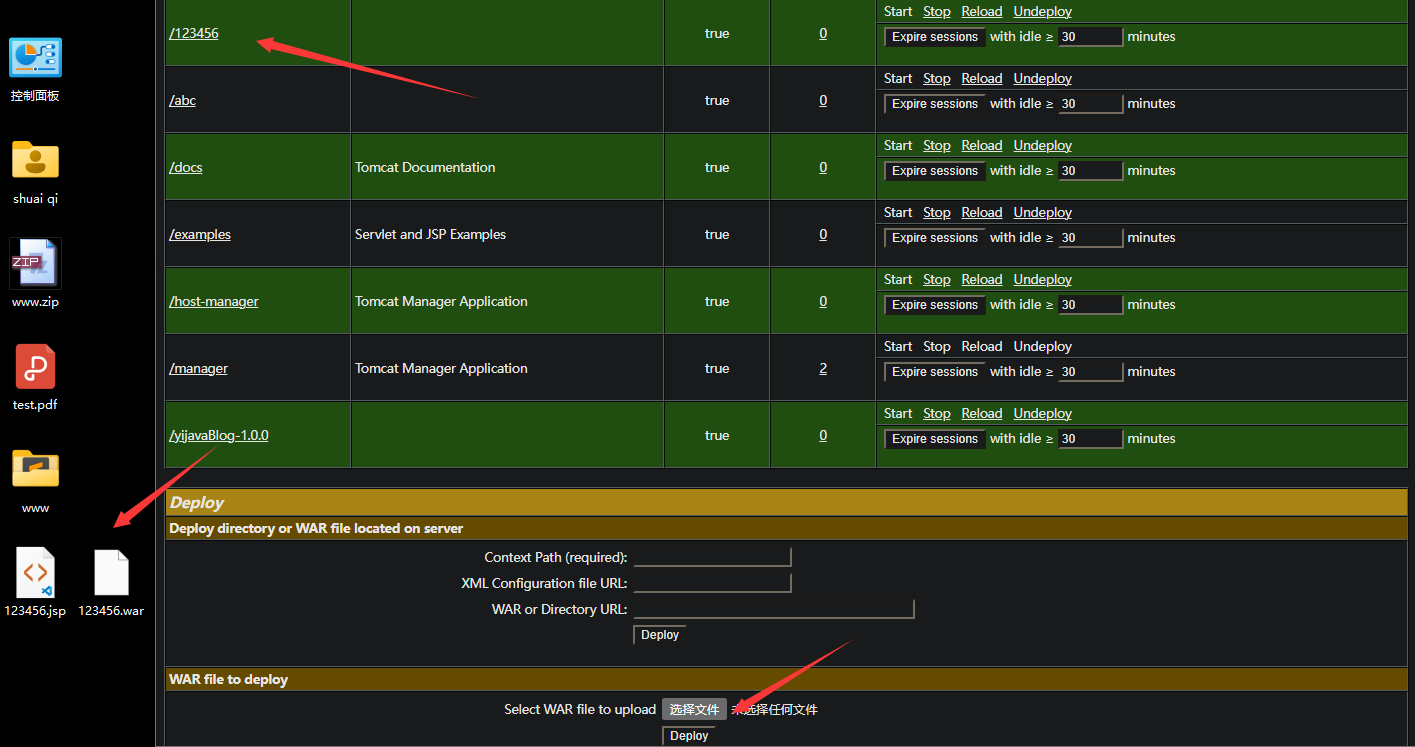 控制面板
shuai qi
ZIP
www.zip
test.pdf
www
123456.jsp 123456.war
/123456 true 0 Start Stop Reload Undeploy
Expire sessions with idle ≥ 30 minutes
/abc true 0 Start Stop Reload Undeploy
Expire sessions with idle ≥ 30 minutes
/docs Tomcat Documentation true 0 Start Stop Reload Undeploy
Expire sessions with idle ≥ 30 minutes
/examples Servlet and JSP Examples true 0 Start Stop Reload Undeploy
Expire sessions with idle ≥ 30 minutes
/host-manager Tomcat Manager Application true 0 Start Stop Reload Undeploy
Expire sessions with idle ≥ 30 minutes
/manager Tomcat Manager Application true 2 Start Stop Reload Undeploy
Expire sessions with idle ≥ 30 minutes
/yijavaBlog-1.0.0 true 0 Start Stop Reload Undeploy
Expire sessions with idle ≥ 30 minutes
Deploy
Deploy directory or WAR file located on server
Context Path (required):
XML Configuration file URL:
WAR or Directory URL:
Deploy
WAR file to deploy
Select WAR file to upload 选择文件 未选择任何文件
Deploy